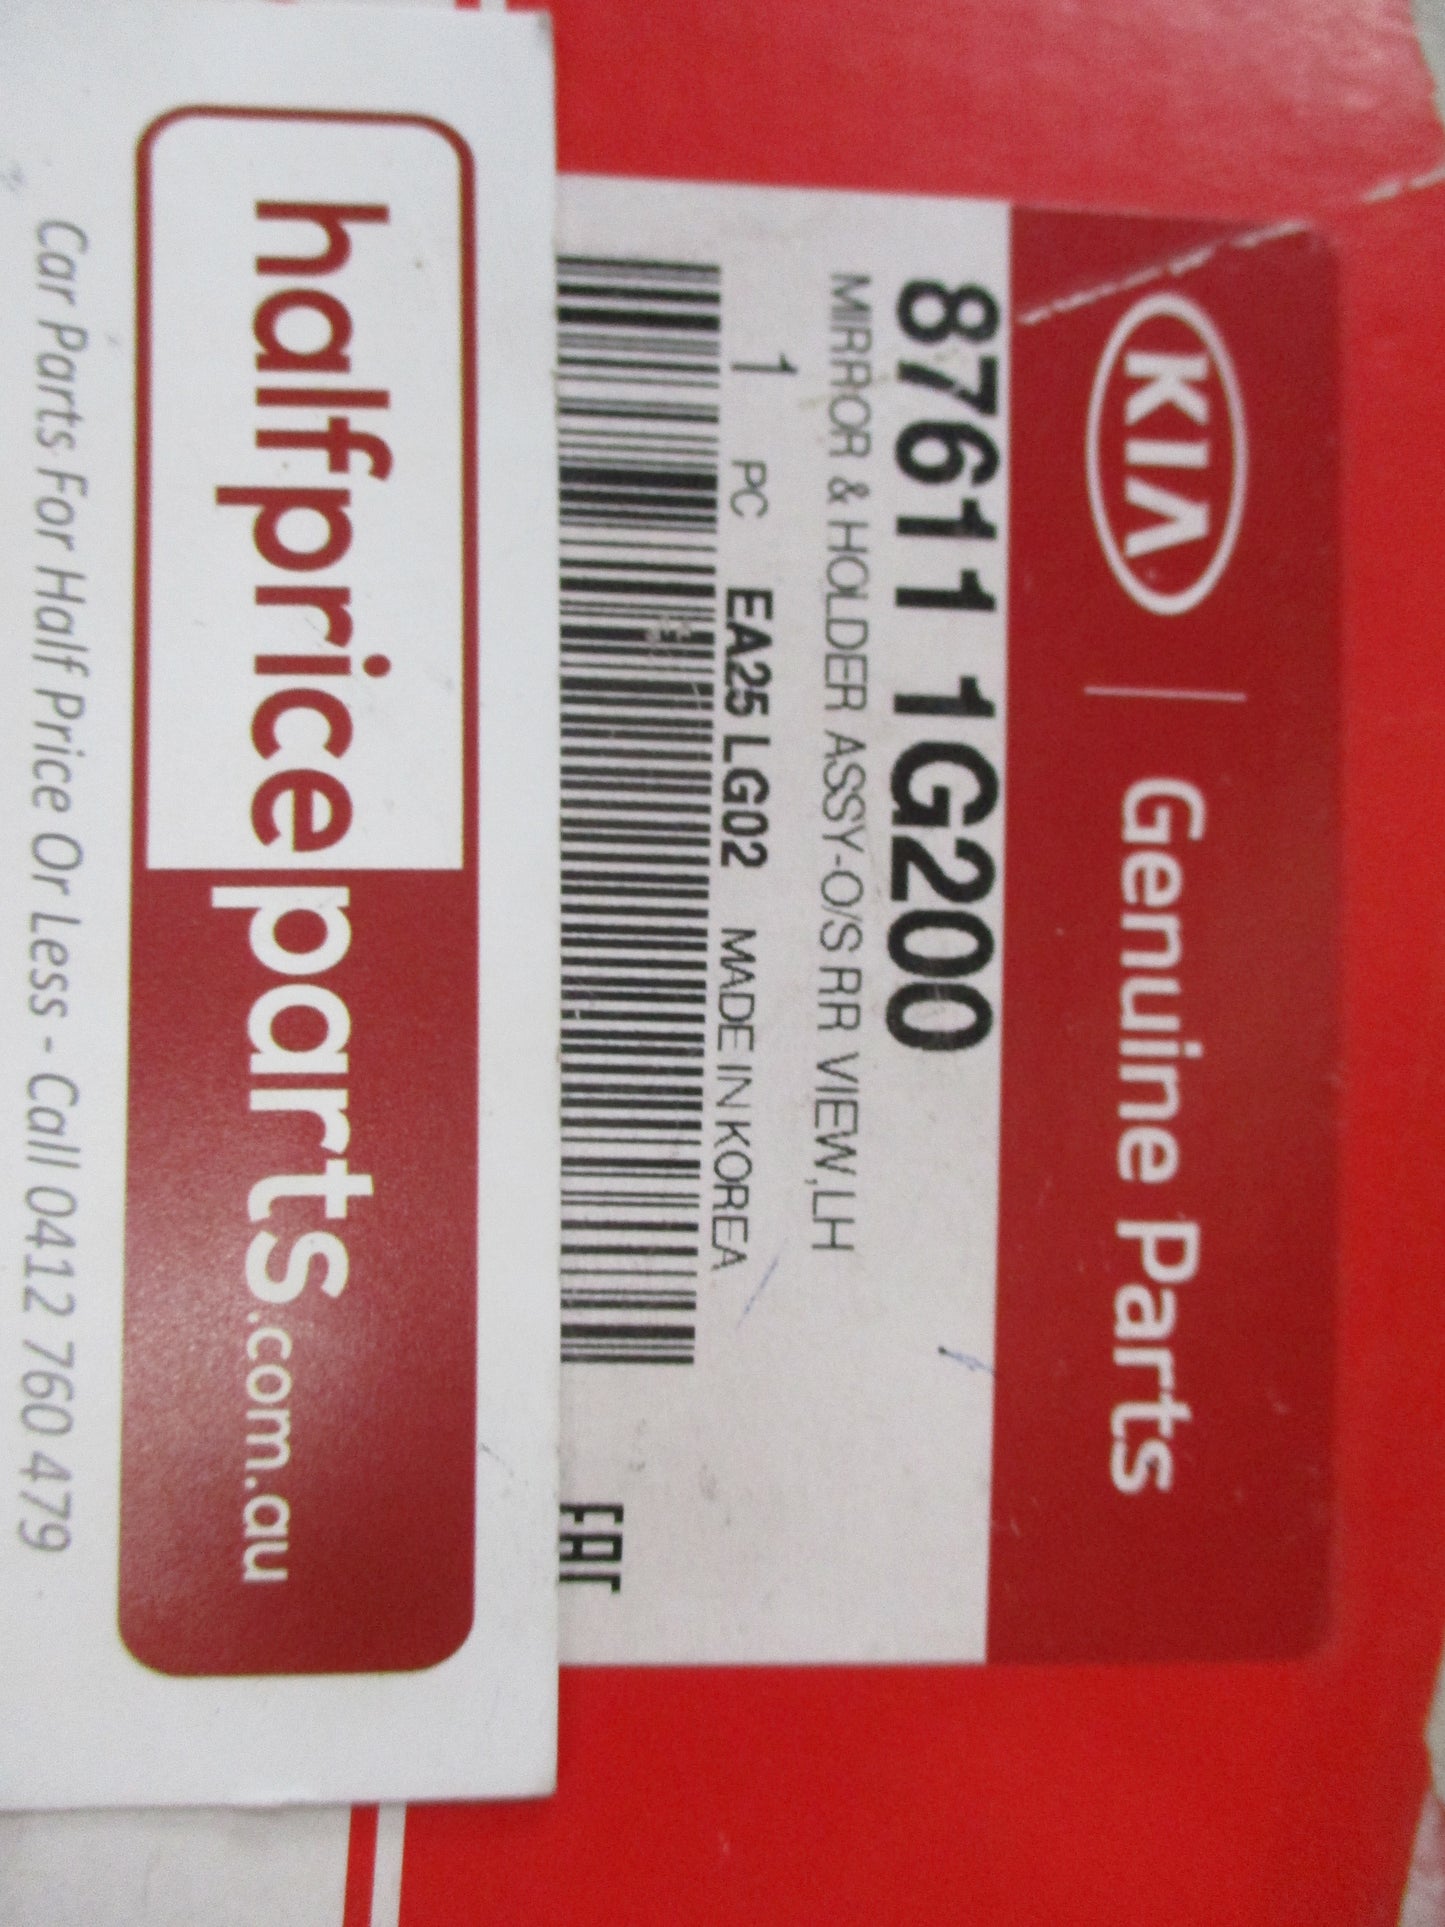 KIA Genuine Parts
87611 1G200
MIRROR & HOLDER ASSY-O/S RR VIEW,LH
1 PC EA25 LG02 MADE IN KOREA
EAC
halfpriceparts.com.au
Car Parts For Half Price Or Less - Call 0412 760 479